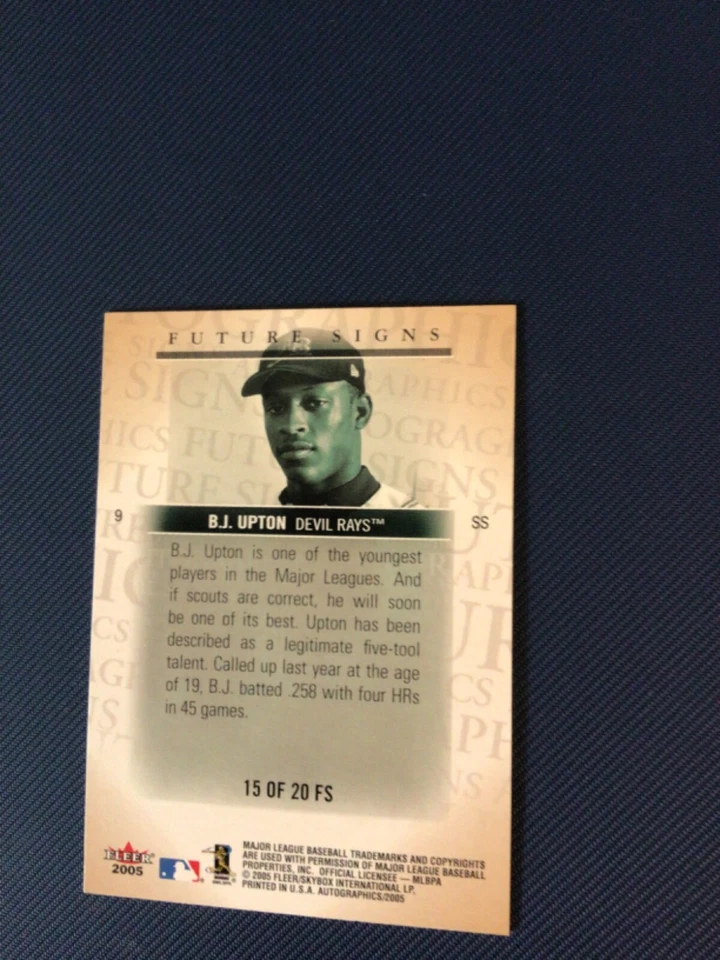 FUTURE SIGNS
9
B.J. UPTON DEVIL RAYS™
SS
B.J. Upton is one of the youngest
players in the Major Leagues. And
if scouts are correct, he will soon
be one of its best. Upton has been
described as a legitimate five-tool
talent. Called up last year at the age
of 19, B.J. batted .258 with four HRs
in 45 games.
15 OF 20 FS
FLEER
2005
MAJOR LEAGUE BASEBALL TRADEMARKS AND COPYRIGHTS
ARE USED WITH PERMISSION OF MAJOR LEAGUE BASEBALL
PROPERTIES, INC. OFFICIAL LICENSEE — MLBPA
© 2005 FLEER/SKYBOX INTERNATIONAL LP.
PRINTED IN U.S.A. AUTOGRAPHICS/2005